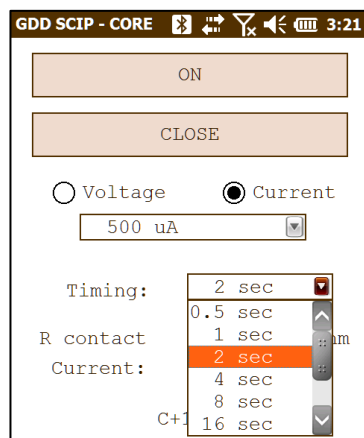 GDD SCIP - CORE 3:21
ON
CLOSE
Voltage Current
500 uA
Timing: 2 sec
0.5 sec
1 sec
R contact
2 sec
Current:
4 sec
8 sec
16 sec